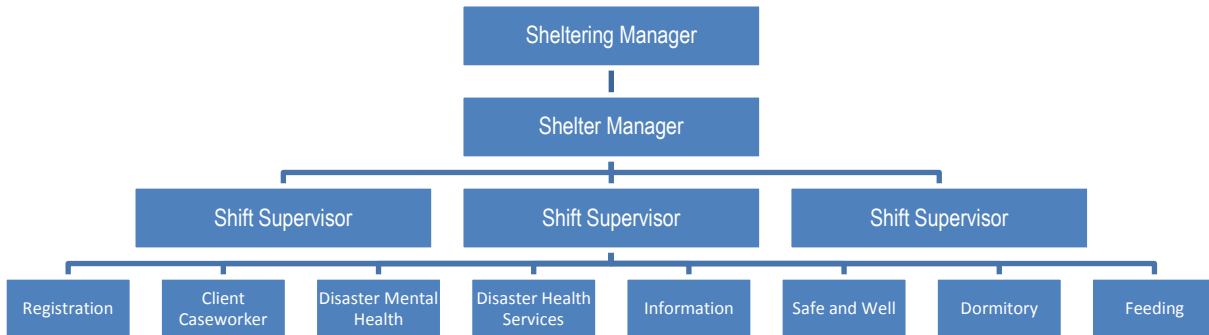 Sheltering Manager
Shelter Manager
Shift Supervisor
Shift Supervisor
Shift Supervisor
Registration
Client
Caseworker
Disaster Mental
Health
Disaster Health
Services
Information
Safe and Well
Dormitory
Feeding